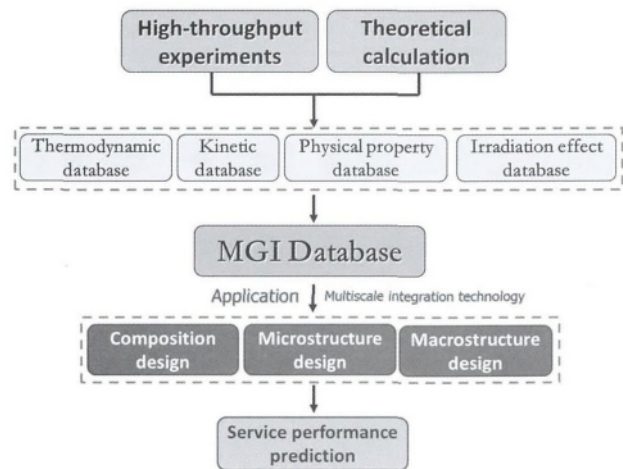 High-throughput experiments
Theoretical calculation
Thermodynamic database
Kinetic database
Physical property database
Irradiation effect database
MGI Database
Application
Multiscale integration technology
Composition design
Microstructure design
Macrostructure design
Service performance prediction